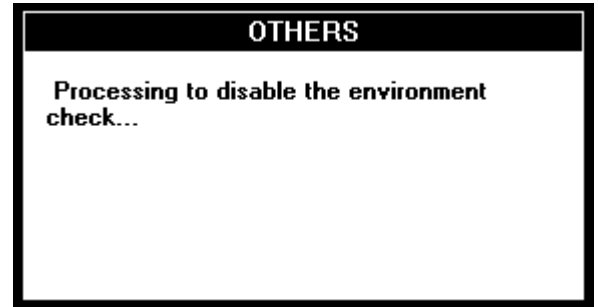 OTHERS
Processing to disable the environment
check...